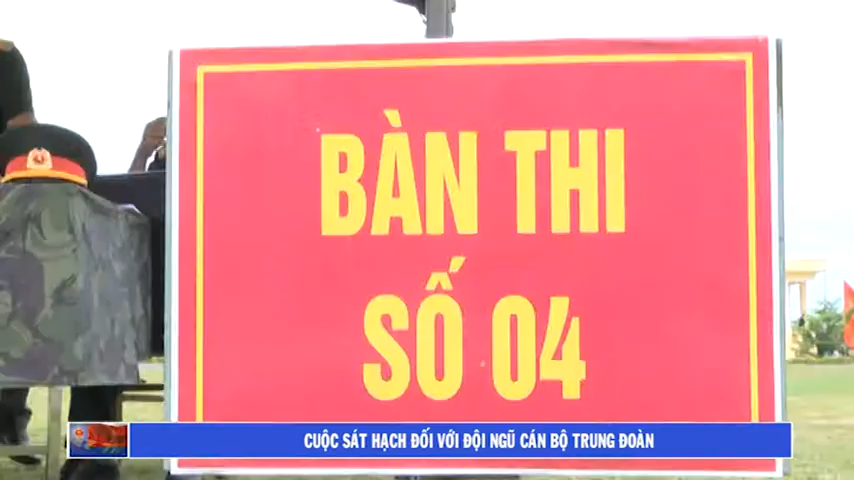 BÀN THI
SỐ 04
CUỘC SÁT HẠCH ĐỐI VỚI ĐỘI NGŨ CÁN BỘ TRUNG ĐOÀN